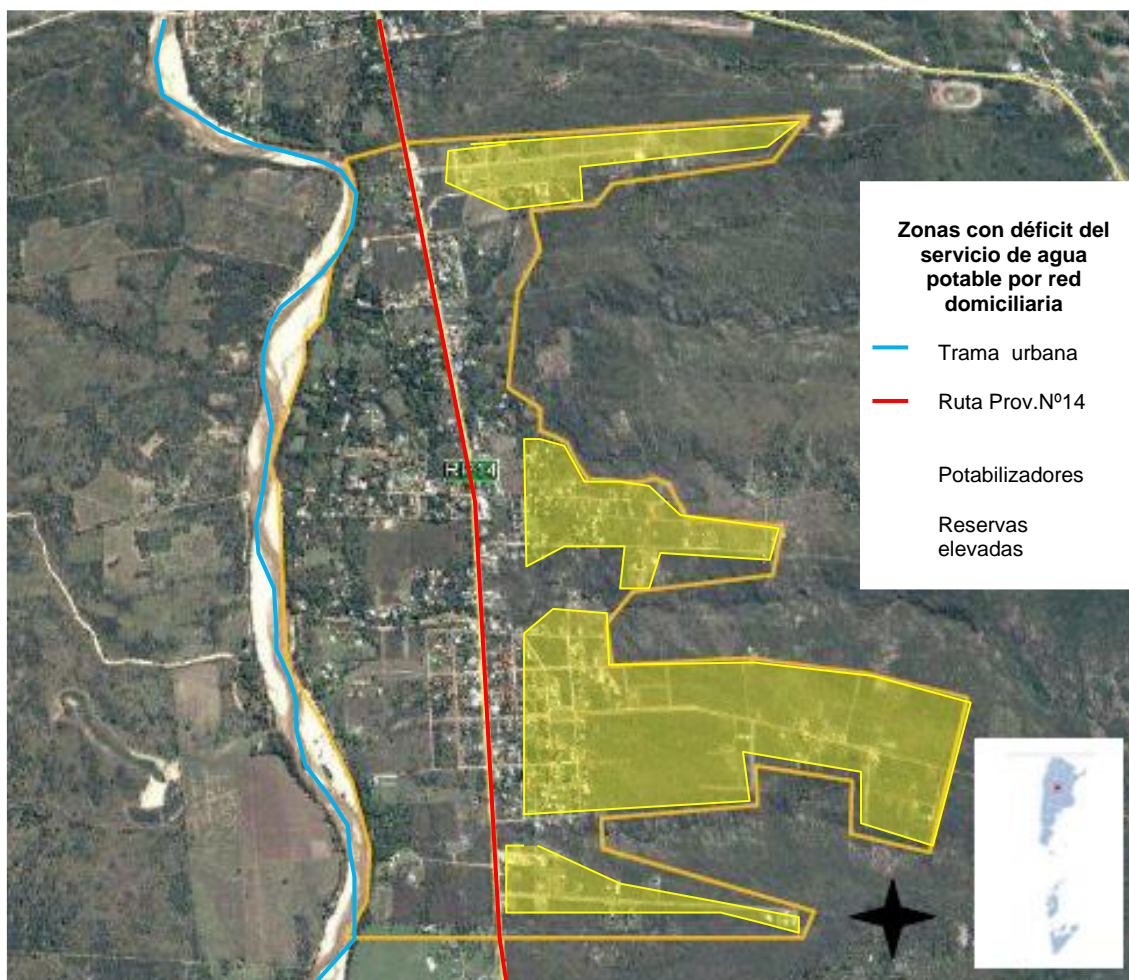 Zonas con déficit del
servicio de agua
potable por red
domiciliaria
Trama urbana
Ruta Prov.Nº14
Potabilizadores
Reservas
elevadas